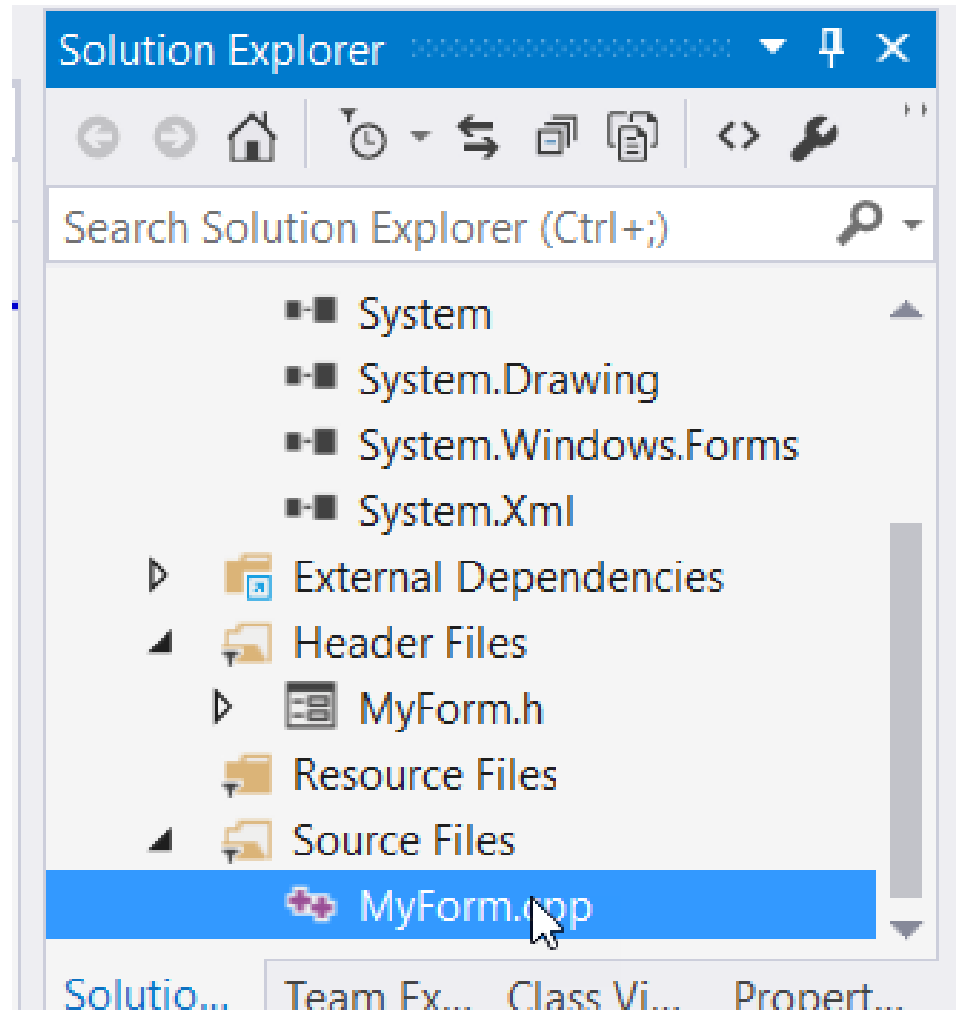 Solution Explorer
Search Solution Explorer (Ctrl+;)
System
System.Drawing
System.Windows.Forms
System.Xml
External Dependencies
Header Files
MyForm.h
Resource Files
Source Files
MyForm.cpp
Solutio... Team Ex... Class Vi... Propert...